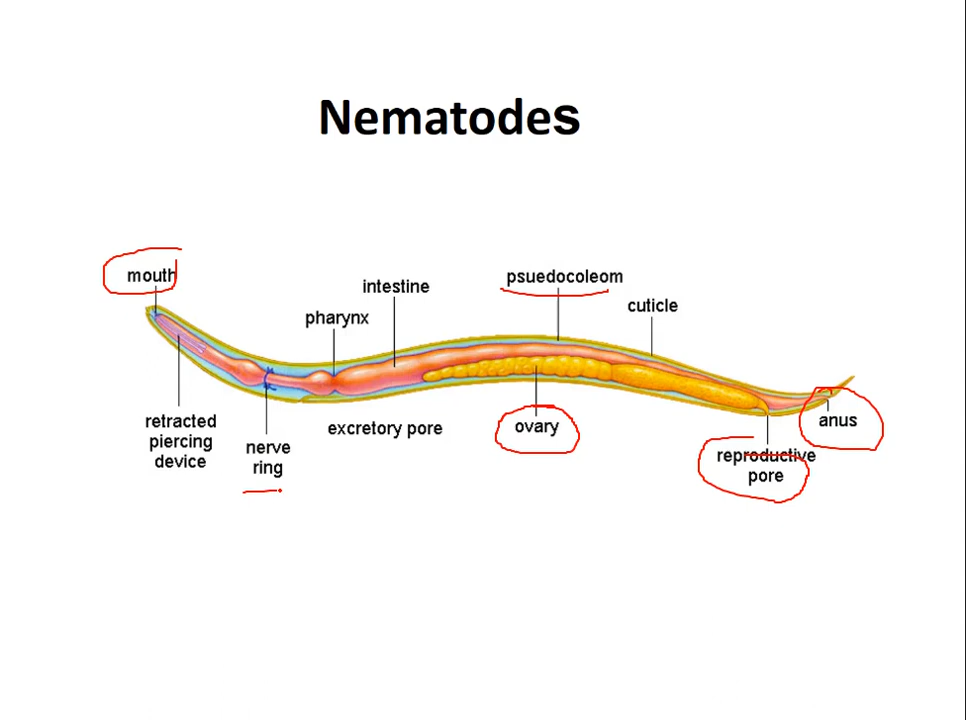 Nematodes
mouth
intestine
psuedocoleom
pharynx
cuticle
retracted
piercing
device
nerve
ring
excretory pore
ovary
reproductive
pore
anus